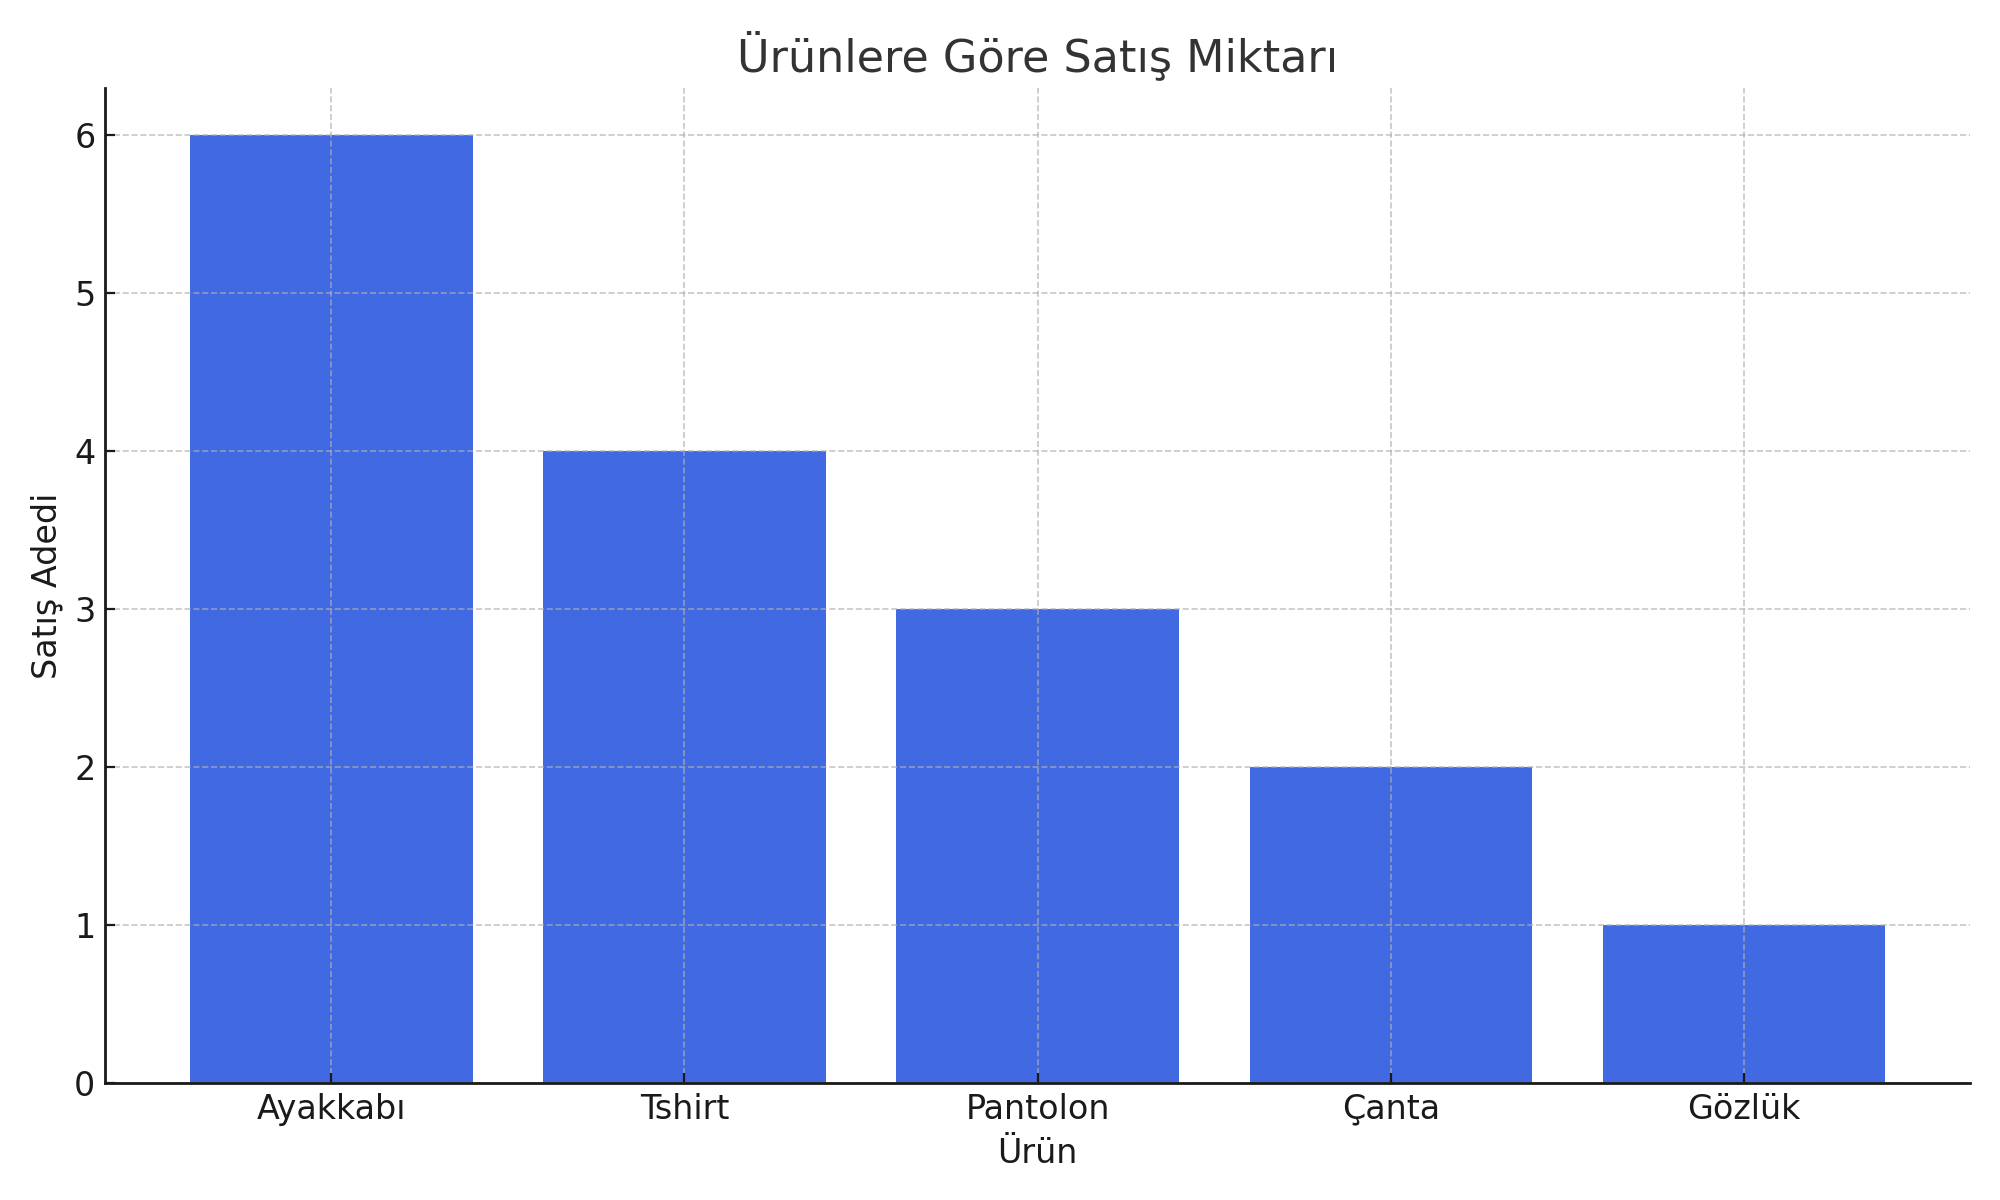 Ürünlere Göre Satış Miktarı
Satış Adedi
6
5
4
3
2
1
0
Ayakkabı Tshirt Pantolon Çanta Gözlük
Ürün